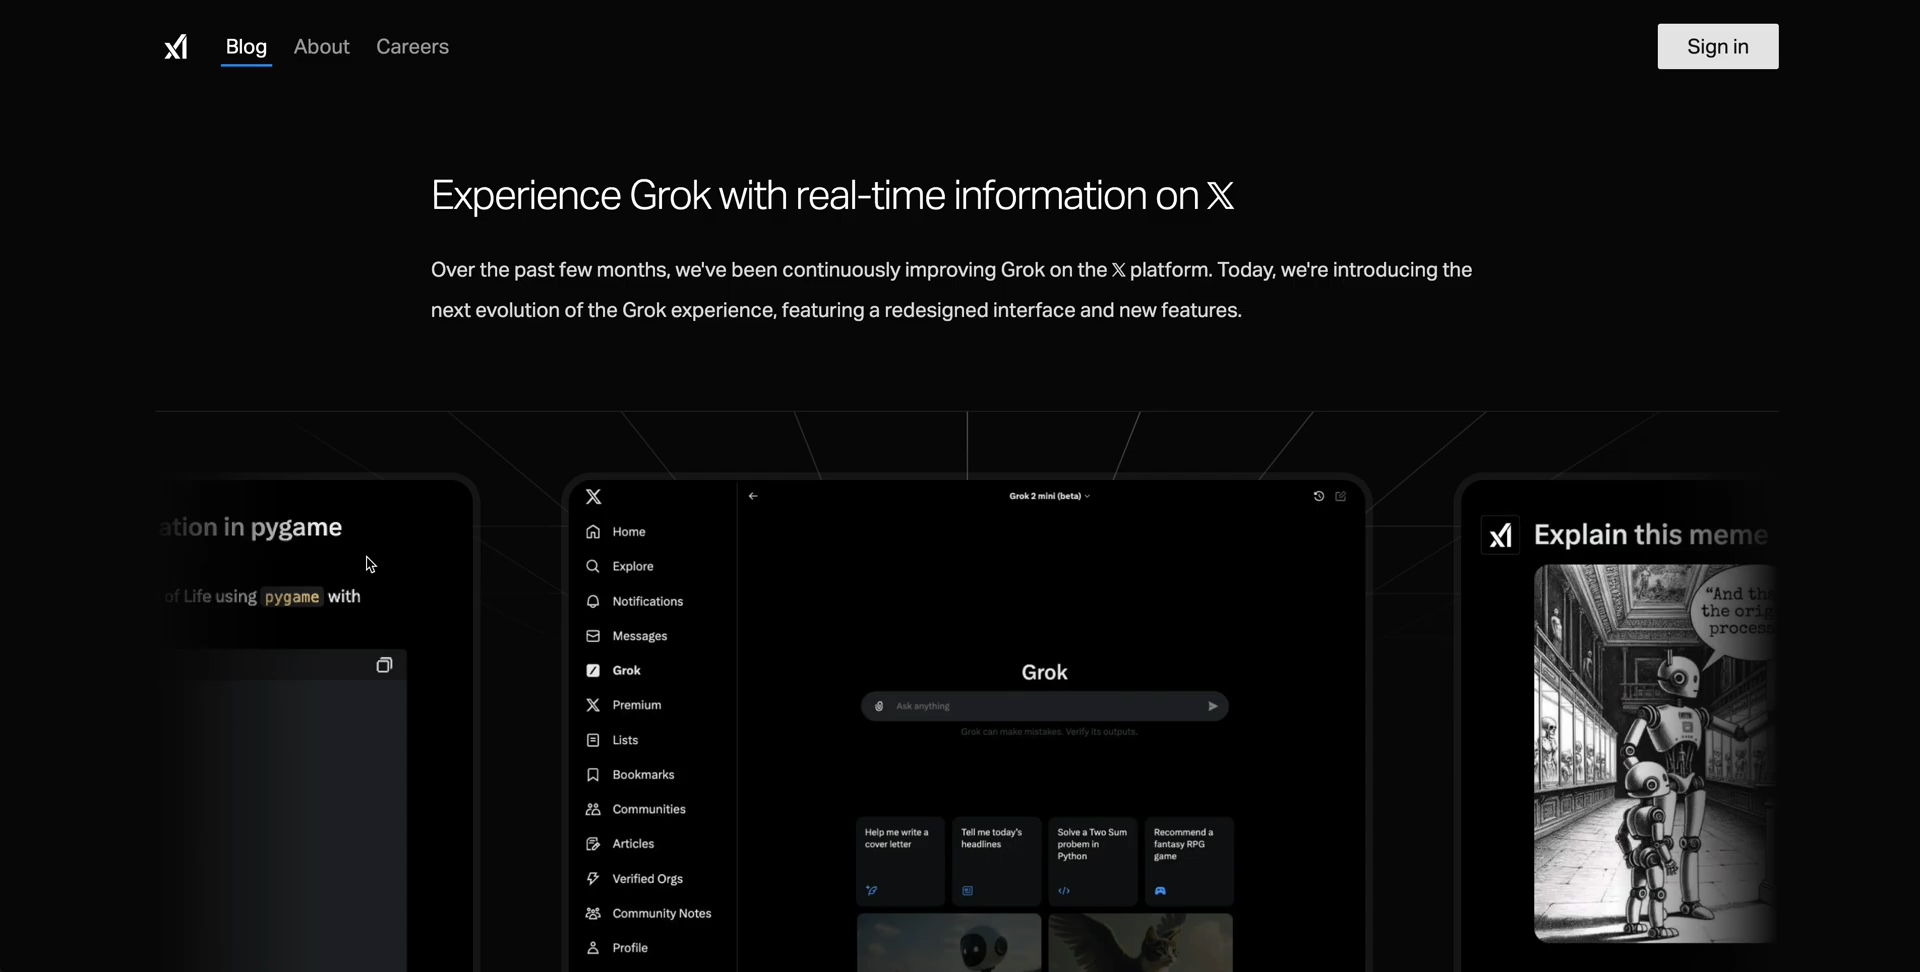 Blog
About
Careers
Sign in
Experience Grok with real-time information on 𝕏
Over the past few months, we've been continuously improving Grok on the 𝕏 platform. Today, we're introducing the
next evolution of the Grok experience, featuring a redesigned interface and new features.
ation in pygame
of Life using pygame with
Grok 2 mini (beta)
Home
Explore
Notifications
Messages
Grok
Premium
Lists
Bookmarks
Communities
Articles
Verified Orgs
Community Notes
Profile
Grok
Ask anything
Grok can make mistakes. Verify its outputs.
Help me write a
cover letter
Tell me today's
headlines
Solve a Two Sum
probem in
Python
Recommend a
fantasy RPG
game
Explain this meme
"And tha
the orig
process